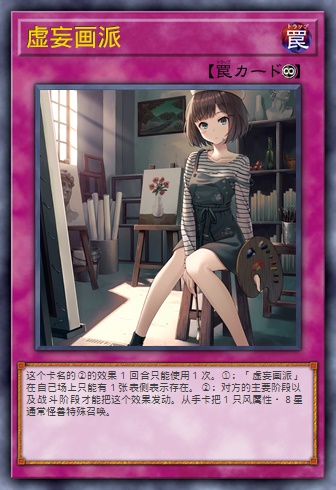 虚妄画派
トラップ
罠
【罠カード∞】
这个卡名的②的效果1回合只能使用1次。①：「虚妄画派」
在自己场上只能有1张表侧表示存在。②：对方的主要阶段以
及战斗阶段才能把这个效果发动。从手卡把1只风属性·8星
通常怪兽特殊召唤。